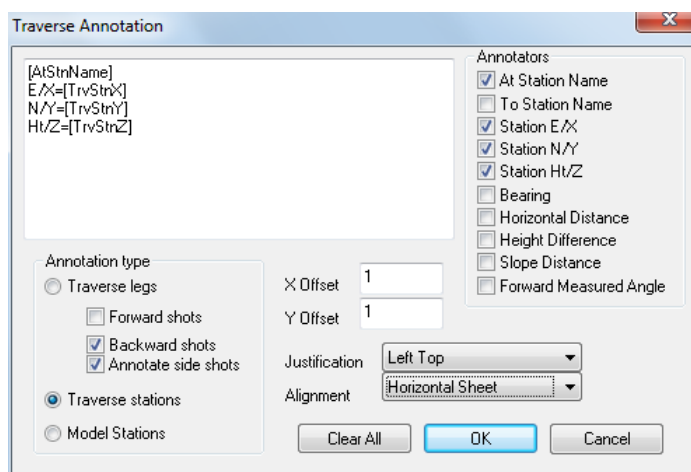 Traverse Annotation
[AtStnName]
E/X=[TrvStnX]
N/Y=[TrvStnY]
Ht/Z=[TrvStnZ]
Annotators
At Station Name
To Station Name
Station E/X
Station N/Y
Station Ht/Z
Bearing
Horizontal Distance
Height Difference
Slope Distance
Forward Measured Angle
Annotation type
Traverse legs
Forward shots
Backward shots
Annotate side shots
Traverse stations
Model Stations
X Offset 1
Y Offset 1
Justification Left Top
Alignment Horizontal Sheet
Clear All OK Cancel